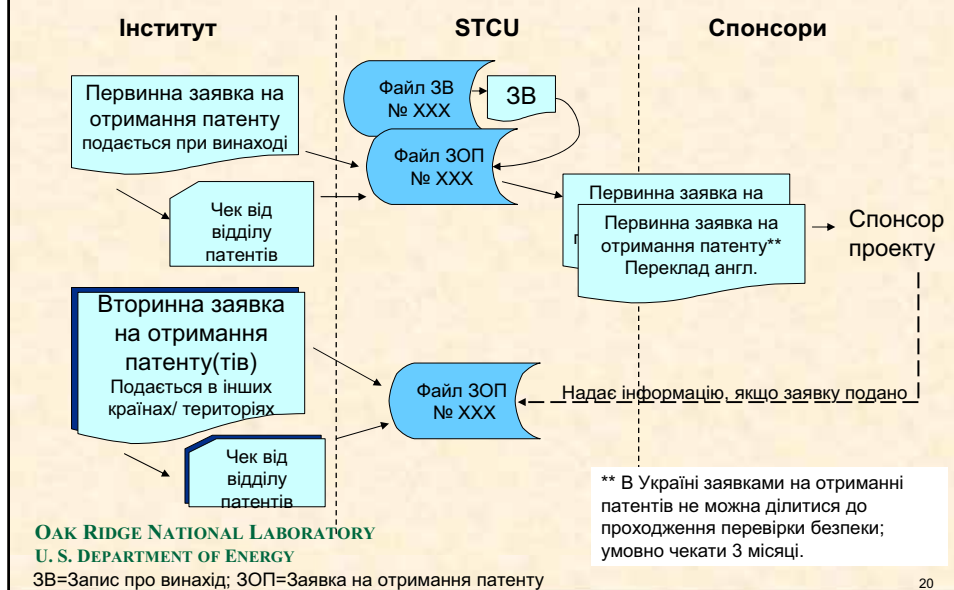 Інститут
STCU
Спонсори
Первинна заявка на
отримання патенту
подається при винаході
Файл ЗВ
№ XXX
ЗВ
Файл ЗОП
№ XXX
Чек від
відділу
патентів
Первинна заявка на
Первинна заявка на
отримання патенту**
Переклад англ.
Спонсор
проекту
Вторинна заявка
на отримання
патенту(тів)
Подається в інших
країнах/ територіях
Файл ЗОП
№ XXX
Надає інформацію, якщо заявку подано
Чек від
відділу
патентів
** В Україні заявками на отриманні
патентів не можна ділитися до
проходження перевірки безпеки;
умовно чекати 3 місяці.
OAK RIDGE NATIONAL LABORATORY
U. S. DEPARTMENT OF ENERGY
ЗВ=Запис про винахід; ЗОП=Заявка на отримання патенту
20